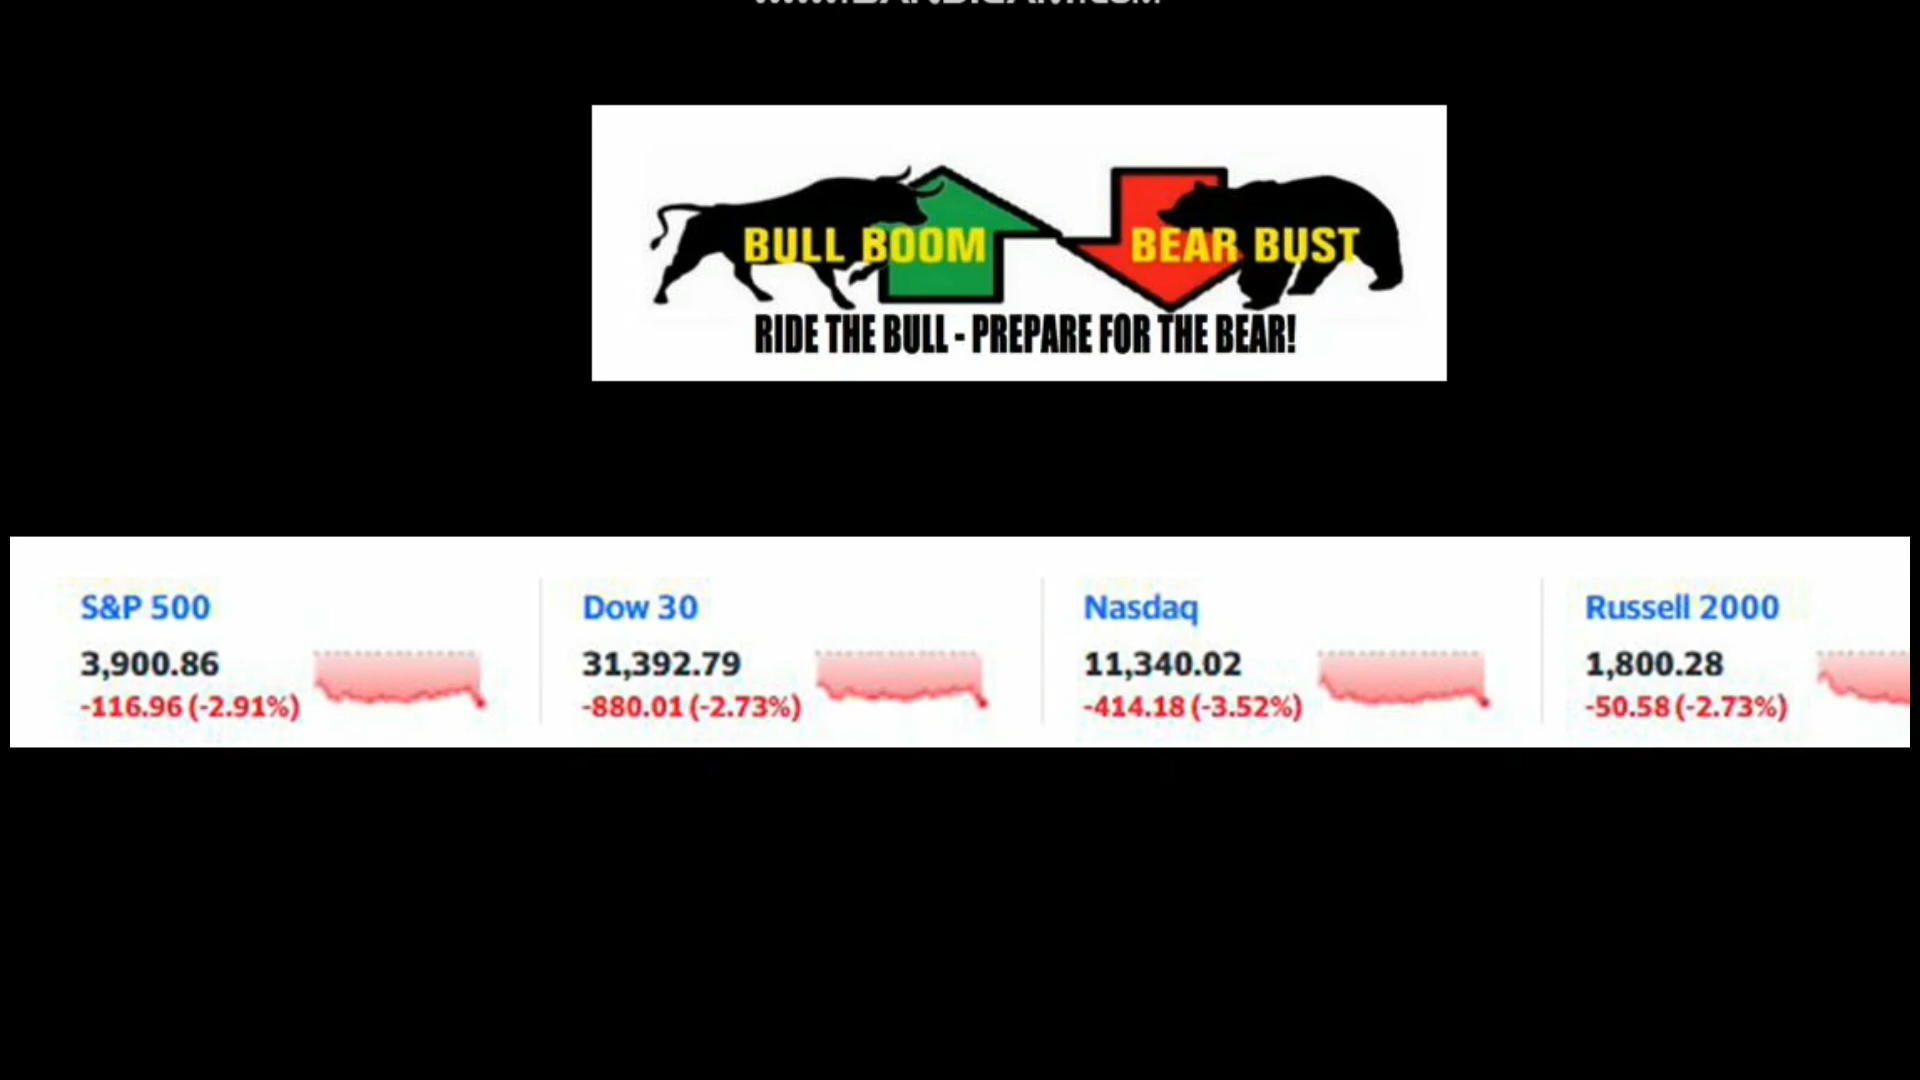 BULL BOOM BEAR BUST
RIDE THE BULL - PREPARE FOR THE BEAR!
S&P 500 Dow 30 Nasdaq Russell 2000
3,900.86 31,392.79 11,340.02 1,800.28
-116.96 (-2.91%) -880.01 (-2.73%) -414.18 (-3.52%) -50.58 (-2.73%)